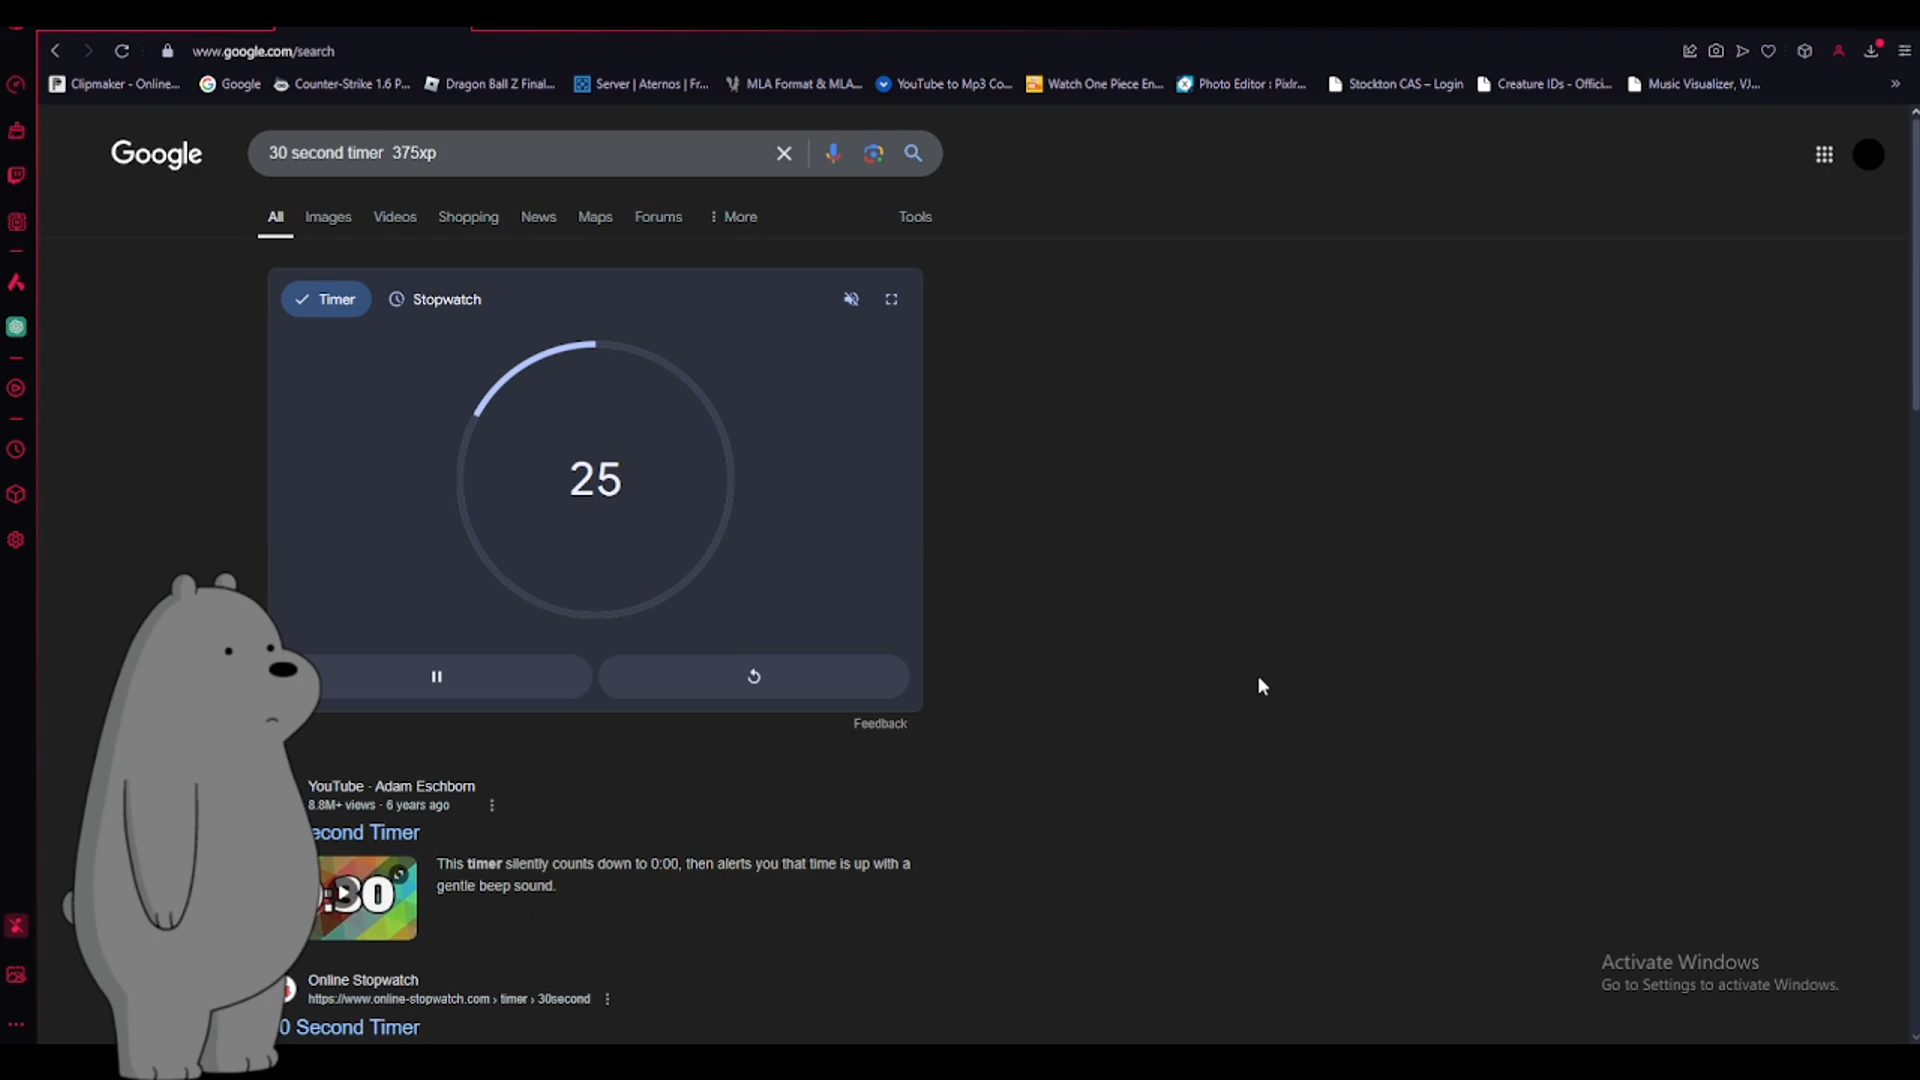 www.google.com/search
Clipmaker - Online...
Google
Counter-Strike 1.6 P...
Dragon Ball Z Final...
Server | Aternos | Fr...
MLA Format & MLA...
YouTube to Mp3 Co...
Watch One Piece En...
Photo Editor : Pixlr...
Stockton CAS – Login
Creature IDs - Offici...
Music Visualizer, VJ...
»
Google
30 second timer  375xp
All
Images
Videos
Shopping
News
Maps
Forums
More
Tools
Timer
Stopwatch
25
Feedback
YouTube · Adam Eschborn
8.8M+ views · 6 years ago
econd Timer
:30
This timer silently counts down to 0:00, then alerts you that time is up with a
gentle beep sound.
Online Stopwatch
https://www.online-stopwatch.com › timer › 30second
0 Second Timer
Activate Windows
Go to Settings to activate Windows.